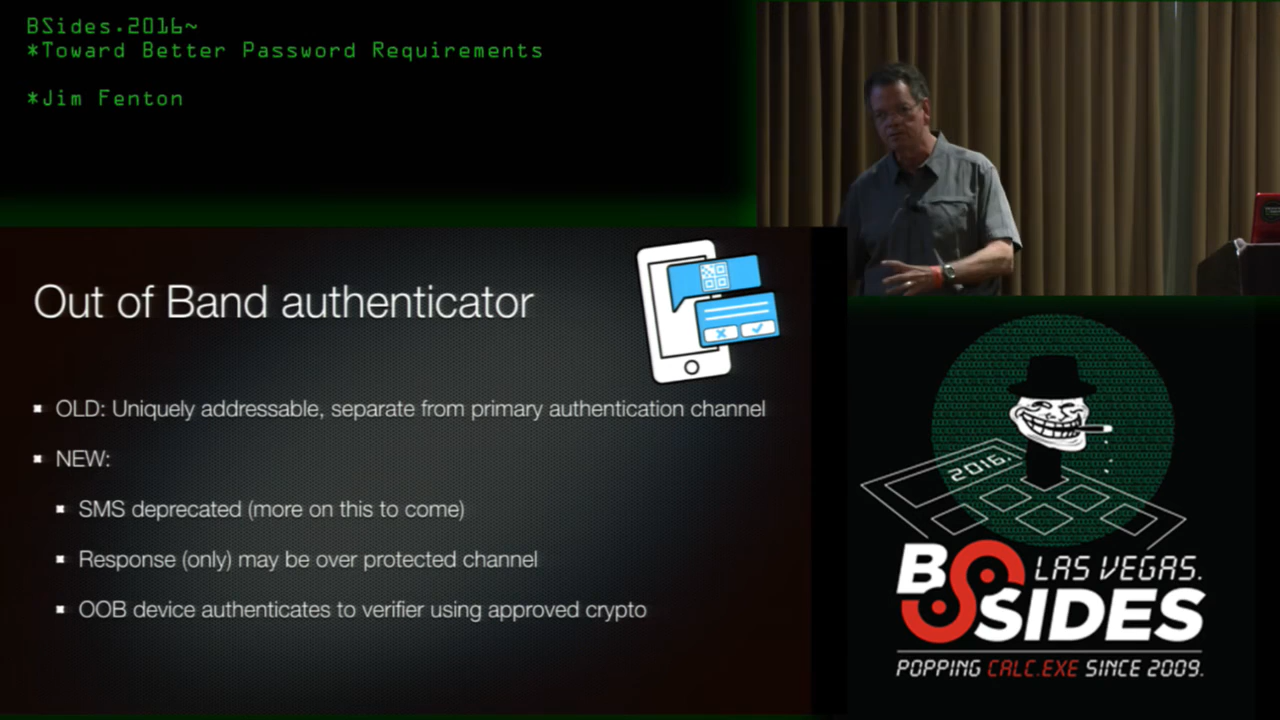 BSides.2016~
*Toward Better Password Requirements
*Jim Fenton
Out of Band authenticator
OLD: Uniquely addressable, separate from primary authentication channel
NEW:
SMS deprecated (more on this to come)
Response (only) may be over protected channel
OOB device authenticates to verifier using approved crypto
2016.
BSIDES
LAS VEGAS.
POPPING CALC.EXE SINCE 2009.